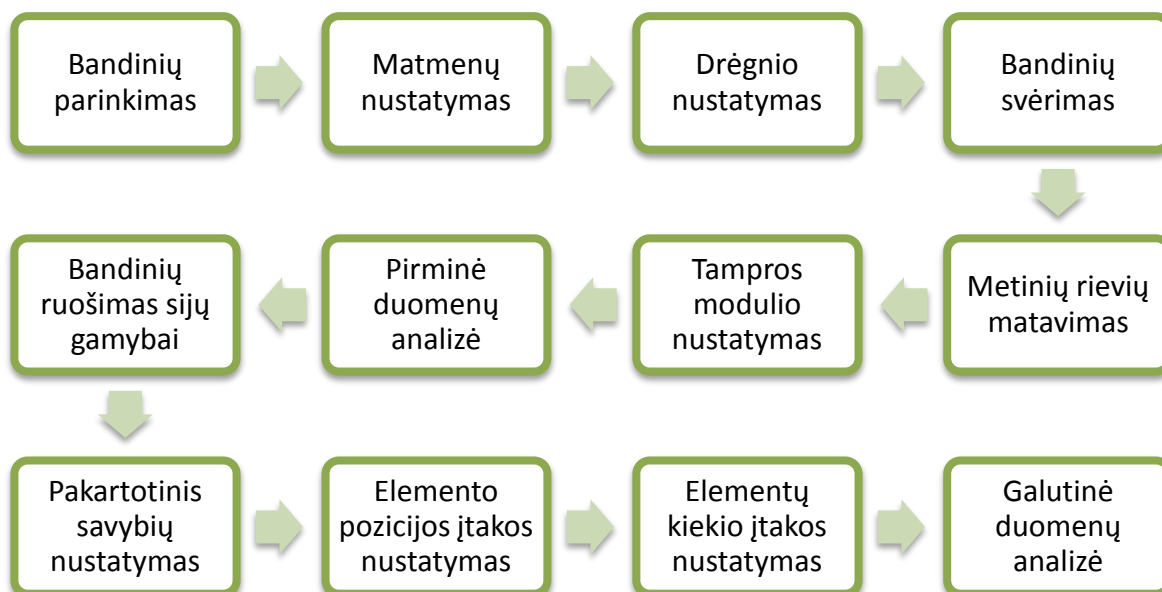 Bandinių
parinkimas
Matmenų
nustatymas
Drėgnio
nustatymas
Bandinių
svėrimas
Metinių rievių
matavimas
Tampros
modulio
nustatymas
Pirminė
duomenų
analizė
Bandinių
ruošimas sijų
gamybai
Pakartotinis
savybių
nustatymas
Elemento
pozicijos įtakos
nustatymas
Elementų
kiekio įtakos
nustatymas
Galutinė
duomenų
analizė